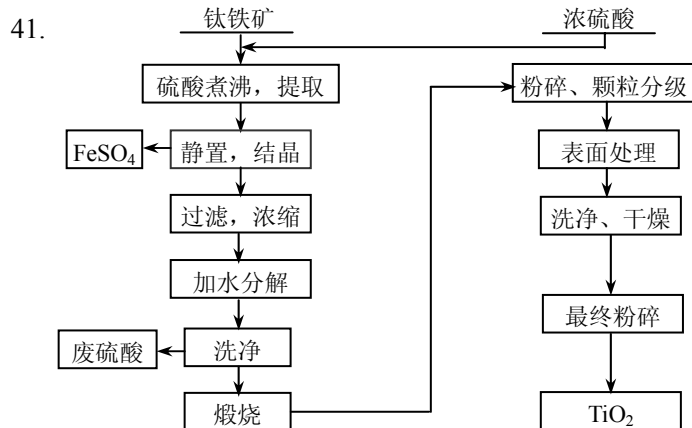 41.
钛铁矿
浓硫酸
硫酸煮沸，提取
FeSO₄
静置，结晶
过滤，浓缩
加水分解
废硫酸
洗净
煅烧
粉碎、颗粒分级
表面处理
洗净、干燥
最终粉碎
TiO₂